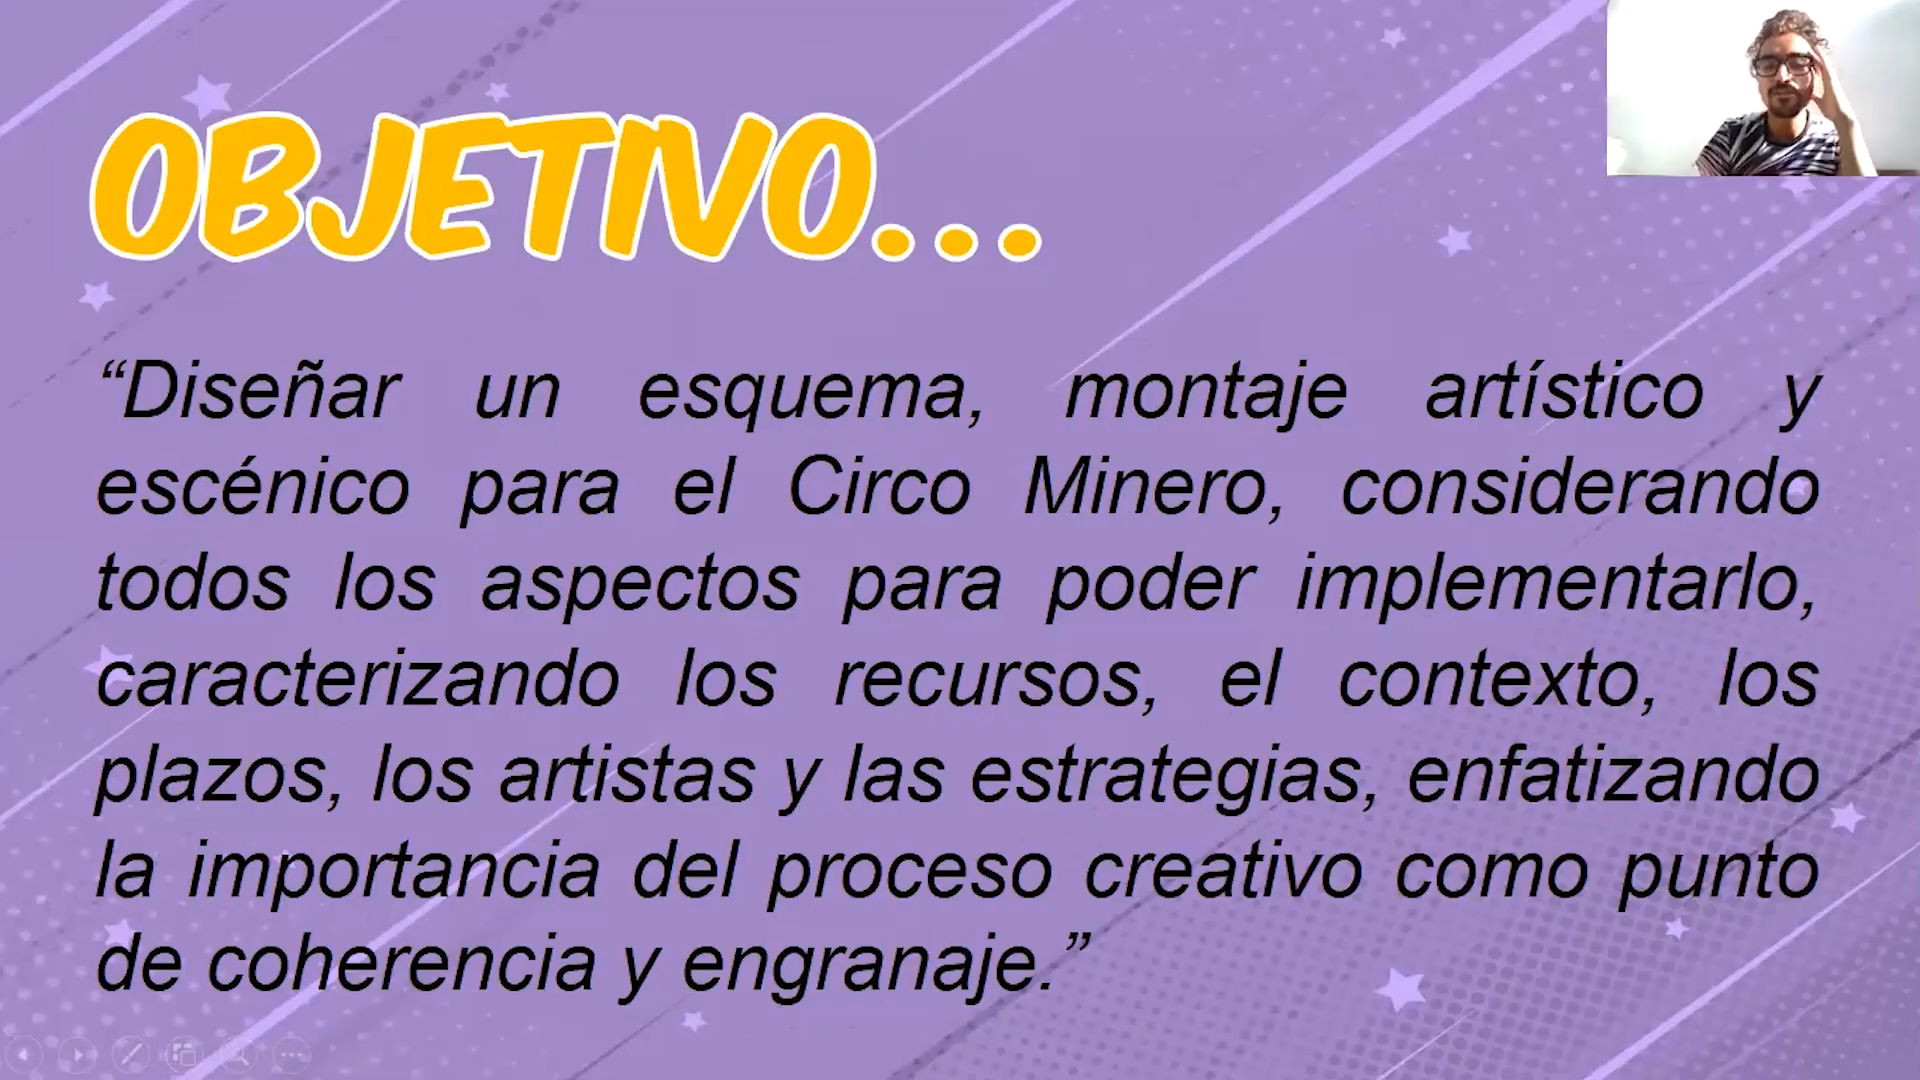 OBJETIVO...
“Diseñar un esquema, montaje artístico y
escénico para el Circo Minero, considerando
todos los aspectos para poder implementarlo,
caracterizando los recursos, el contexto, los
plazos, los artistas y las estrategias, enfatizando
la importancia del proceso creativo como punto
de coherencia y engranaje.”